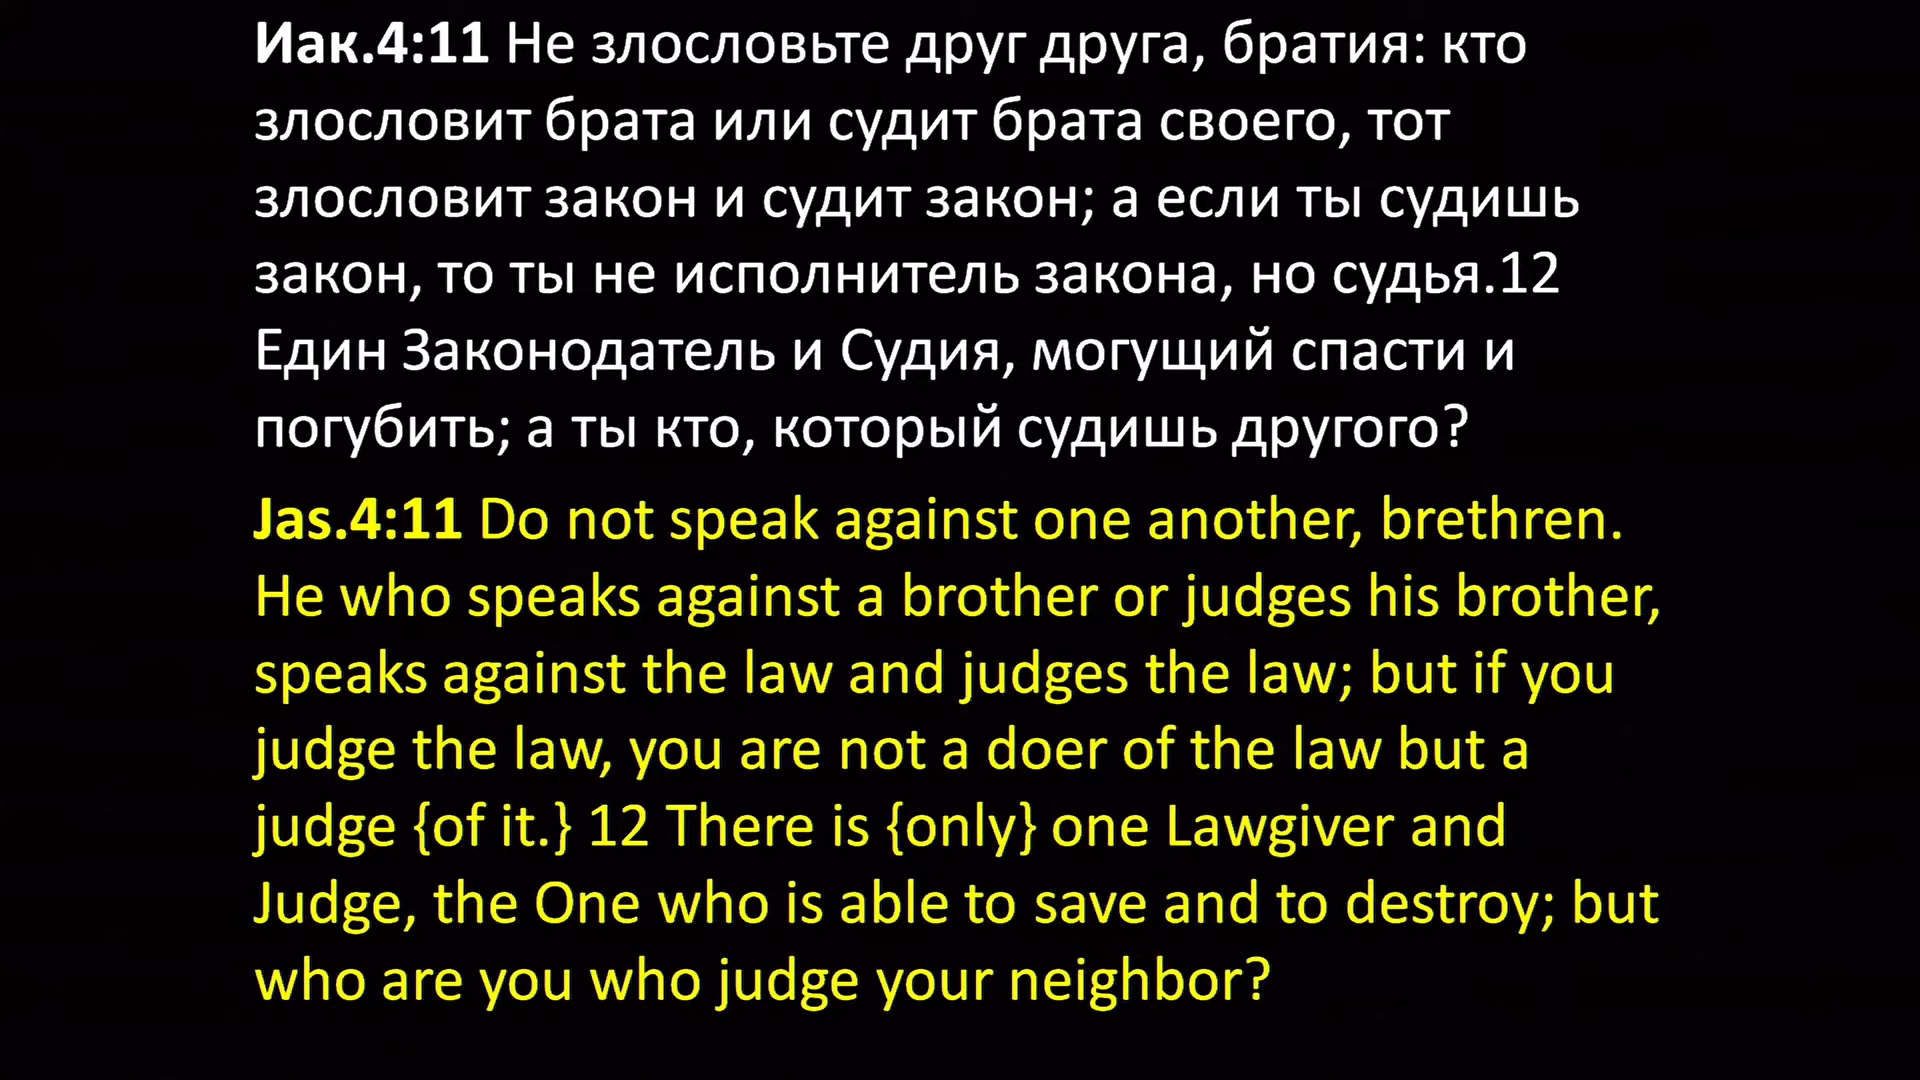 Иак.4:11 Не злословьте друг друга, братия: кто
злословит брата или судит брата своего, тот
злословит закон и судит закон; а если ты судишь
закон, то ты не исполнитель закона, но судья.12
Един Законодатель и Судия, могущий спасти и
погубить; а ты кто, который судишь другого?
Jas.4:11 Do not speak against one another, brethren.
He who speaks against a brother or judges his brother,
speaks against the law and judges the law; but if you
judge the law, you are not a doer of the law but a
judge {of it.} 12 There is {only} one Lawgiver and
Judge, the One who is able to save and to destroy; but
who are you who judge your neighbor?